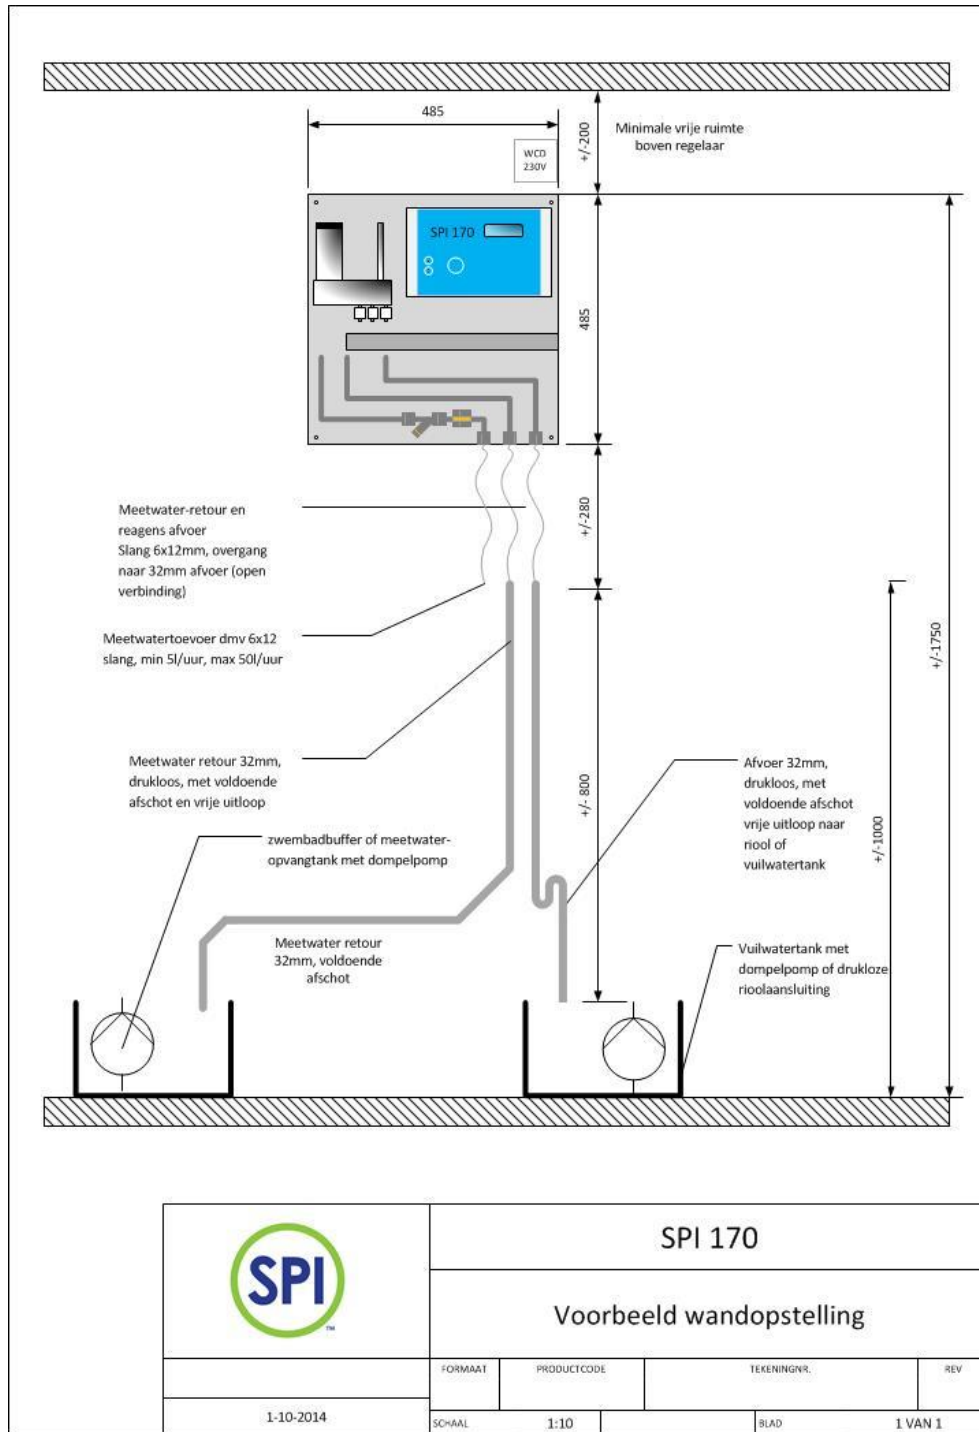 485
+/-200
Minimale vrije ruimte
boven regelaar
WCD
230V
SPI 170
485
+/-280
Meetwater-retour en
reagens afvoer
Slang 6x12mm, overgang
naar 32mm afvoer (open
verbinding)
Meetwatertoevoer dmv 6x12
slang, min 5l/uur, max 50l/uur
+/-1750
Meetwater retour 32mm,
drukloos, met voldoende
afschot en vrije uitloop
+/- 800
Afvoer 32mm,
drukloos, met
voldoende afschot
vrije uitloop naar
riool of
vuilwatertank
+/-1000
zwembadbuffer of meetwater-
opvangtank met dompelpomp
Meetwater retour
32mm, voldoende
afschot
Vuilwatertank met
dompelpomp of drukloze
rioolaansluiting
SPI
™
SPI 170
Voorbeeld wandopstelling
FORMAAT PRODUCTCODE TEKENINGNR. REV
1-10-2014
SCHAAL 1:10 BLAD 1 VAN 1